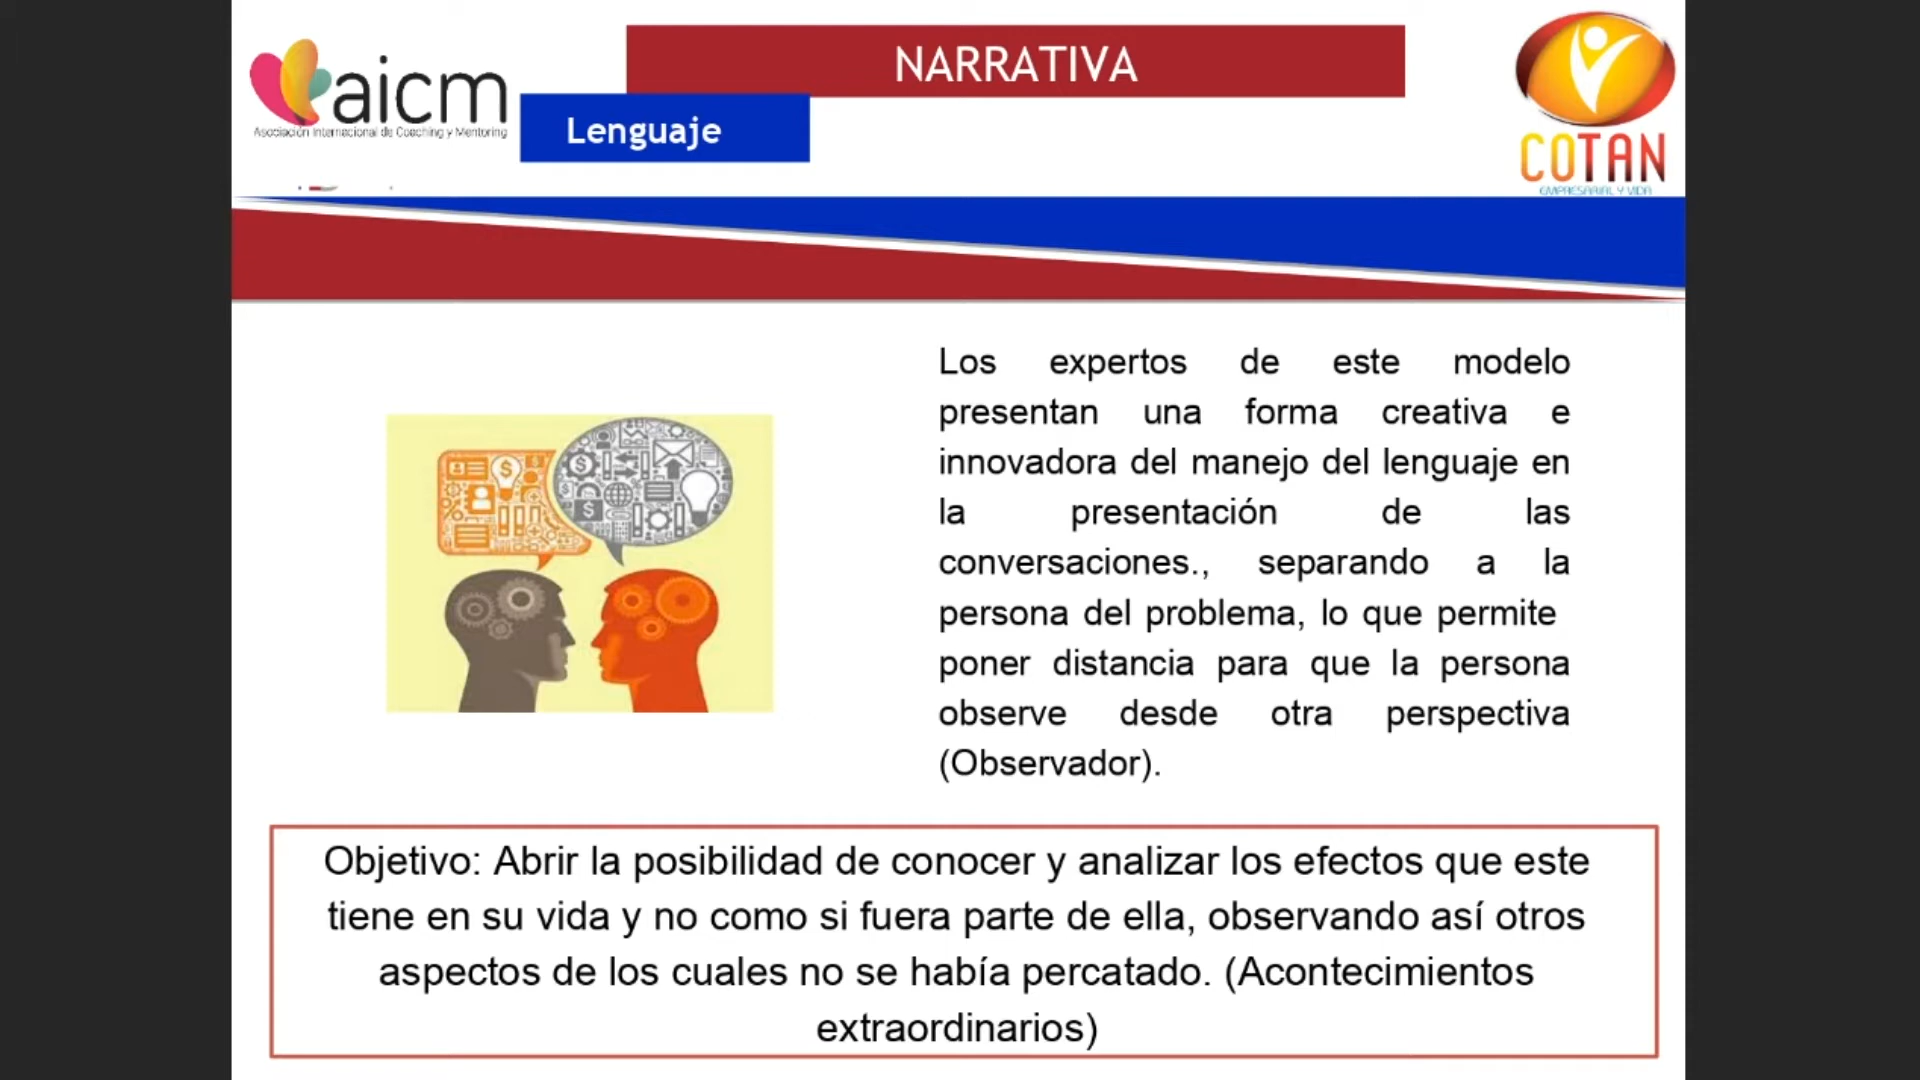 NARRATIVA
aicm
Asociación Internacional de Coaching y Mentoring
Lenguaje
COTAN
EMPRESARIAL Y VIDA
Los expertos de este modelo
presentan una forma creativa e
innovadora del manejo del lenguaje en
la presentación de las
conversaciones., separando a la
persona del problema, lo que permite
poner distancia para que la persona
observe desde otra perspectiva
(Observador).
Objetivo: Abrir la posibilidad de conocer y analizar los efectos que este
tiene en su vida y no como si fuera parte de ella, observando así otros
aspectos de los cuales no se había percatado. (Acontecimientos
extraordinarios)